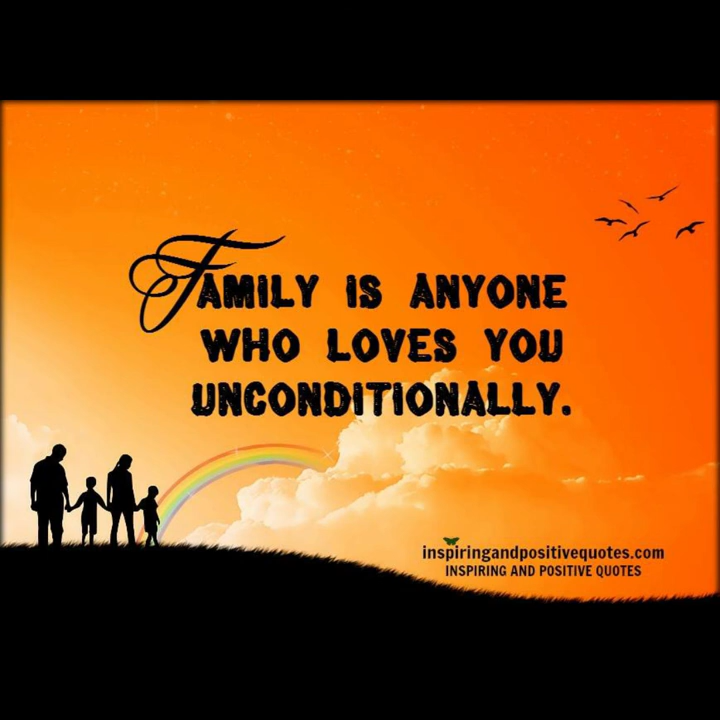 FAMILY IS ANYONE
WHO LOVES YOU
UNCONDITIONALLY.
inspiringandpositivequotes.com
INSPIRING AND POSITIVE QUOTES